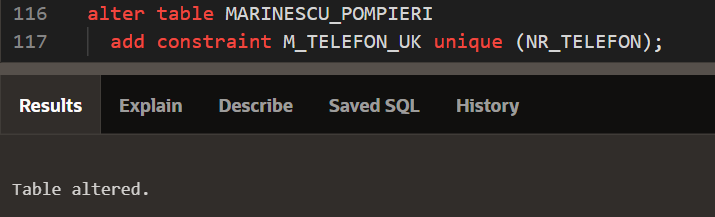 116 alter table MARINESCU_POMPIERI
117 add constraint M_TELEFON_UK unique (NR_TELEFON);
Results Explain Describe Saved SQL History
Table altered.